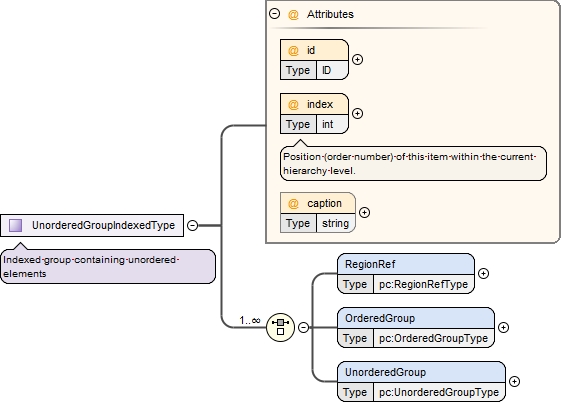 @ Attributes
@ id
Type ID
@ index
Type int
Position (order number) of this item within the current
hierarchy level.
@ caption
Type string
UnorderedGroupIndexedType
Indexed group containing unordered
elements
1..∞
RegionRef
Type pc:RegionRefType
OrderedGroup
Type pc:OrderedGroupType
UnorderedGroup
Type pc:UnorderedGroupType